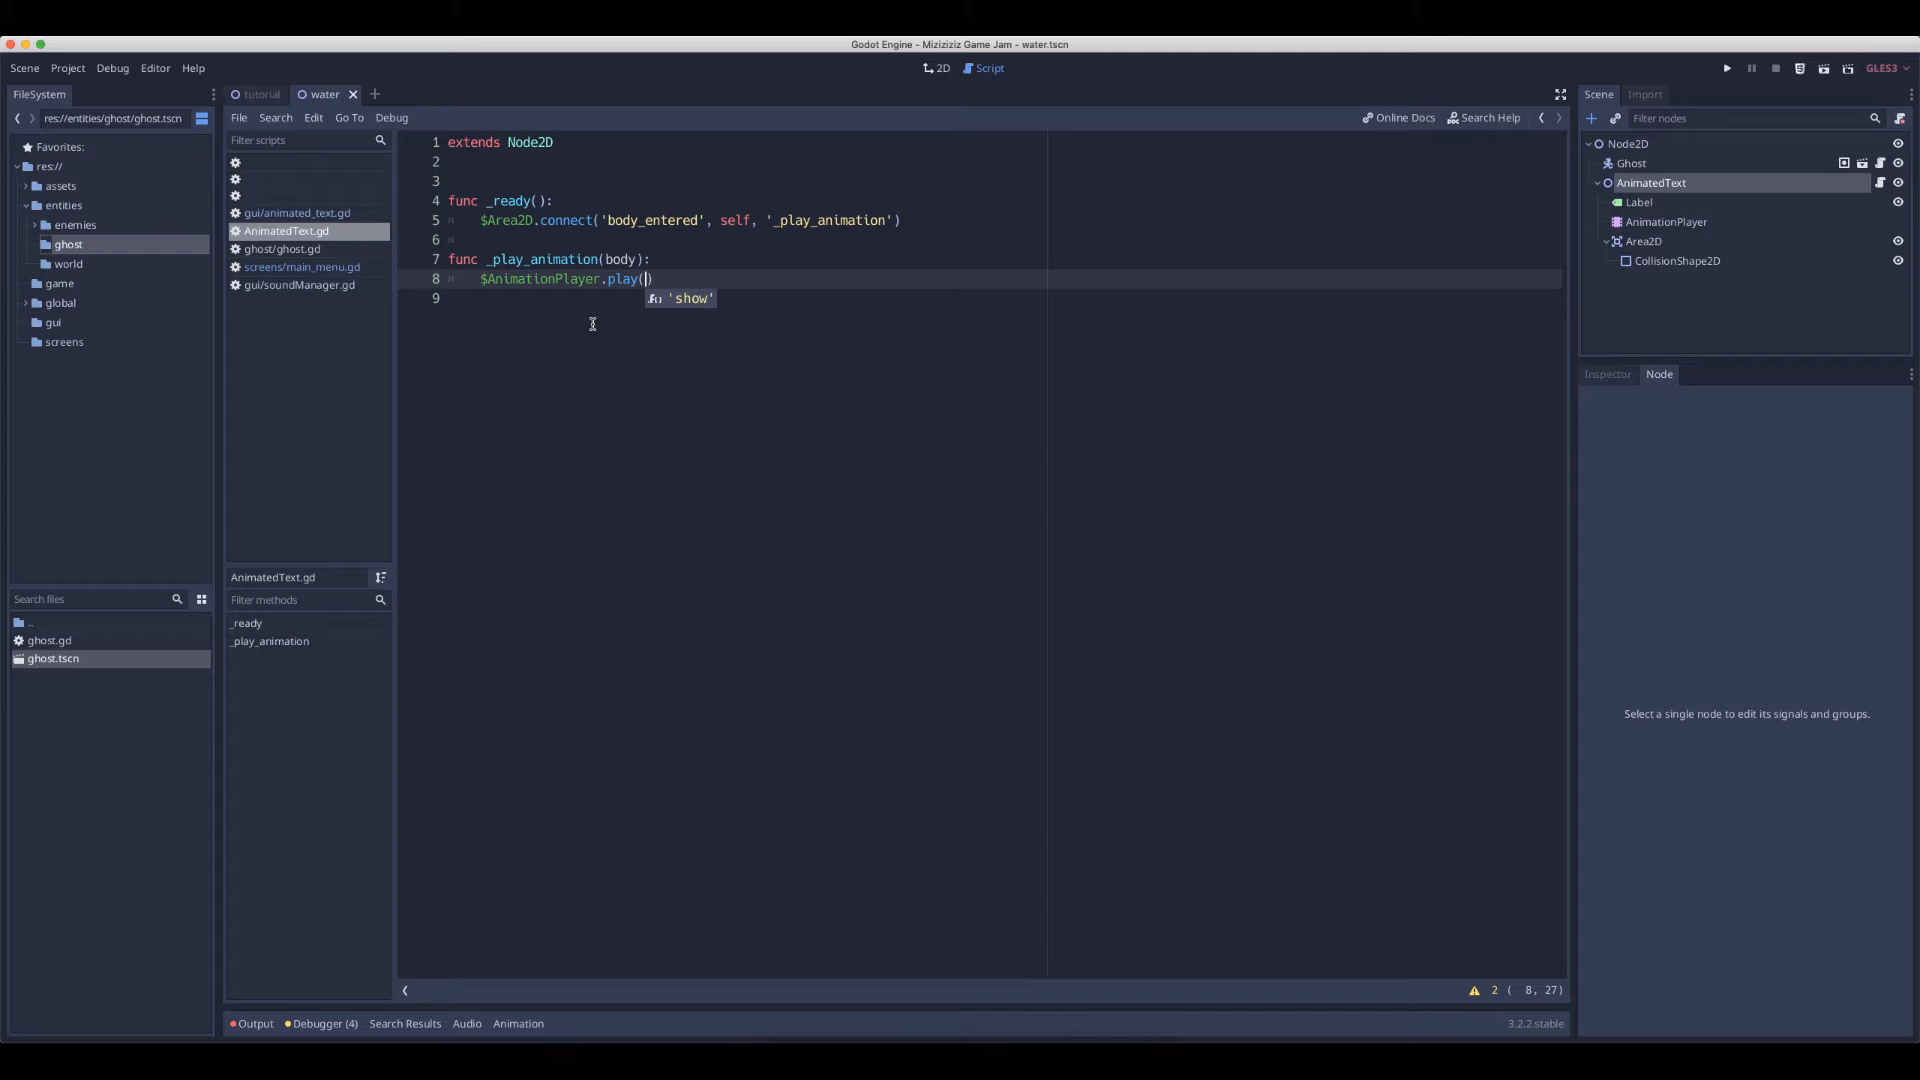 Godot Engine - Miziziziz Game Jam - water.tscn
Scene Project Debug Editor Help
2D Script
GLES3
FileSystem
res://entities/ghost/ghost.tscn
Favorites:
res://
assets
entities
enemies
ghost
world
game
global
gui
screens
Search files
..
ghost.gd
ghost.tscn
tutorial water
File Search Edit Go To Debug
Online Docs Search Help
Filter scripts
gui/animated_text.gd
AnimatedText.gd
ghost/ghost.gd
screens/main_menu.gd
gui/soundManager.gd
AnimatedText.gd
Filter methods
_ready
_play_animation
1 extends Node2D
2
3
4 func _ready():
5 $Area2D.connect('body_entered', self, '_play_animation')
6
7 func _play_animation(body):
8 $AnimationPlayer.play()
'show'
9
2 ( 8, 27)
Output Debugger (4) Search Results Audio Animation
3.2.2.stable
Scene Import
Filter nodes
Node2D
Ghost
AnimatedText
Label
AnimationPlayer
Area2D
CollisionShape2D
Inspector Node
Select a single node to edit its signals and groups.